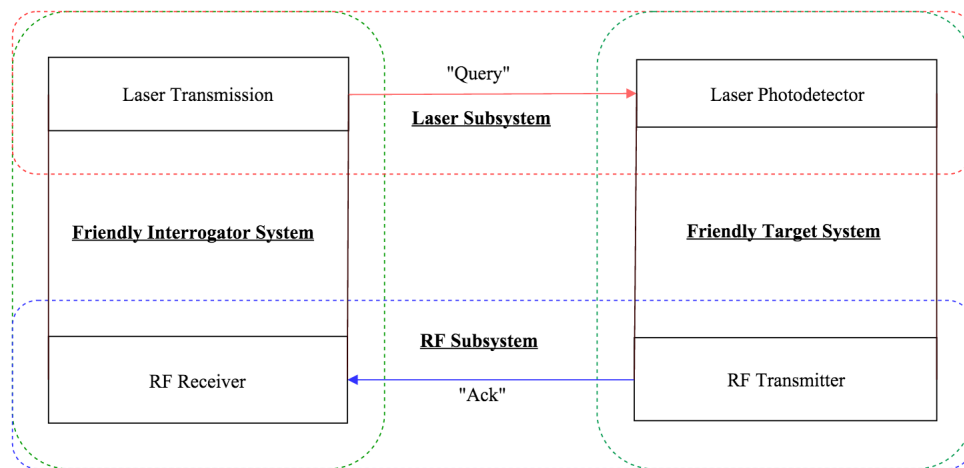 "Query"
Laser Transmission
Laser Photodetector
Laser Subsystem
Friendly Interrogator System
Friendly Target System
RF Subsystem
RF Receiver
RF Transmitter
"Ack"